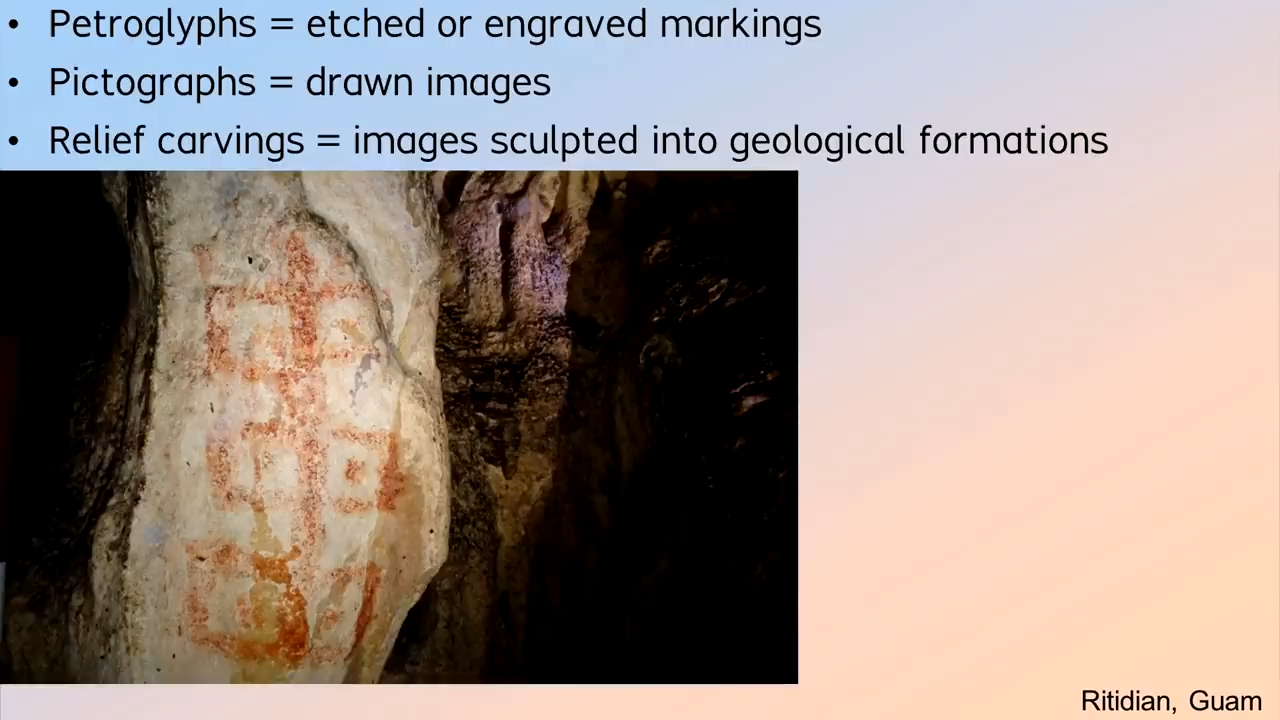 • Petroglyphs = etched or engraved markings
• Pictographs = drawn images
• Relief carvings = images sculpted into geological formations
Ritidian, Guam